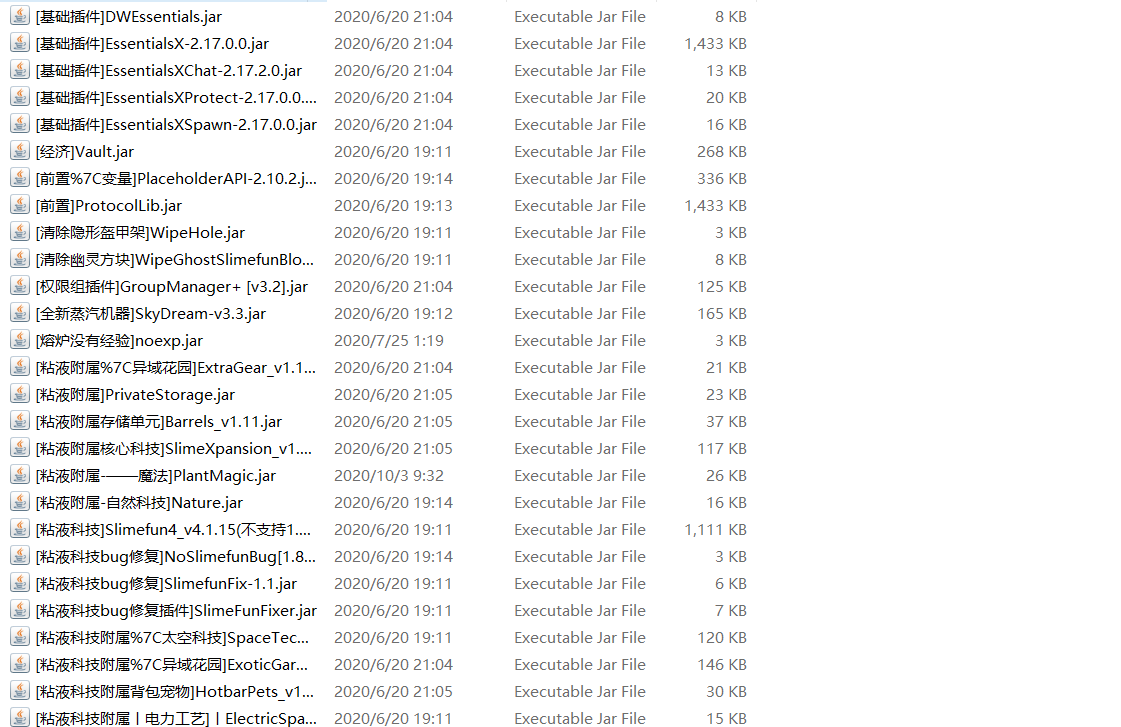 [基础插件]DWEssentials.jar 2020/6/20 21:04 Executable Jar File 8 KB
[基础插件]EssentialsX-2.17.0.0.jar 2020/6/20 21:04 Executable Jar File 1,433 KB
[基础插件]EssentialsXChat-2.17.2.0.jar 2020/6/20 21:04 Executable Jar File 13 KB
[基础插件]EssentialsXProtect-2.17.0.0.... 2020/6/20 21:04 Executable Jar File 20 KB
[基础插件]EssentialsXSpawn-2.17.0.0.jar 2020/6/20 21:04 Executable Jar File 16 KB
[经济]Vault.jar 2020/6/20 19:11 Executable Jar File 268 KB
[前置%7C变量]PlaceholderAPI-2.10.2.j... 2020/6/20 19:14 Executable Jar File 336 KB
[前置]ProtocolLib.jar 2020/6/20 19:13 Executable Jar File 1,433 KB
[清除隐形盔甲架]WipeHole.jar 2020/6/20 19:11 Executable Jar File 3 KB
[清除幽灵方块]WipeGhostSlimefunBlo... 2020/6/20 19:11 Executable Jar File 8 KB
[权限组插件]GroupManager+ [v3.2].jar 2020/6/20 21:04 Executable Jar File 125 KB
[全新蒸汽机器]SkyDream-v3.3.jar 2020/6/20 19:12 Executable Jar File 165 KB
[熔炉没有经验]noexp.jar 2020/7/25 1:19 Executable Jar File 3 KB
[粘液附属%7C异域花园]ExtraGear_v1.1... 2020/6/20 21:04 Executable Jar File 21 KB
[粘液附属]PrivateStorage.jar 2020/6/20 21:05 Executable Jar File 23 KB
[粘液附属存储单元]Barrels_v1.11.jar 2020/6/20 21:05 Executable Jar File 37 KB
[粘液附属核心科技]SlimeXpansion_v1.... 2020/6/20 21:05 Executable Jar File 117 KB
[粘液附属-——魔法]PlantMagic.jar 2020/10/3 9:32 Executable Jar File 26 KB
[粘液附属-自然科技]Nature.jar 2020/6/20 19:14 Executable Jar File 16 KB
[粘液科技]Slimefun4_v4.1.15(不支持1.... 2020/6/20 19:11 Executable Jar File 1,111 KB
[粘液科技bug修复]NoSlimefunBug[1.8... 2020/6/20 19:14 Executable Jar File 3 KB
[粘液科技bug修复]SlimefunFix-1.1.jar 2020/6/20 19:11 Executable Jar File 6 KB
[粘液科技bug修复插件]SlimeFunFixer.jar 2020/6/20 19:11 Executable Jar File 7 KB
[粘液科技附属%7C太空科技]SpaceTec... 2020/6/20 19:11 Executable Jar File 120 KB
[粘液科技附属%7C异域花园]ExoticGar... 2020/6/20 21:04 Executable Jar File 146 KB
[粘液科技附属背包宠物]HotbarPets_v1... 2020/6/20 21:05 Executable Jar File 30 KB
[粘液科技附属丨电力工艺]丨ElectricSpa... 2020/6/20 19:11 Executable Jar File 15 KB